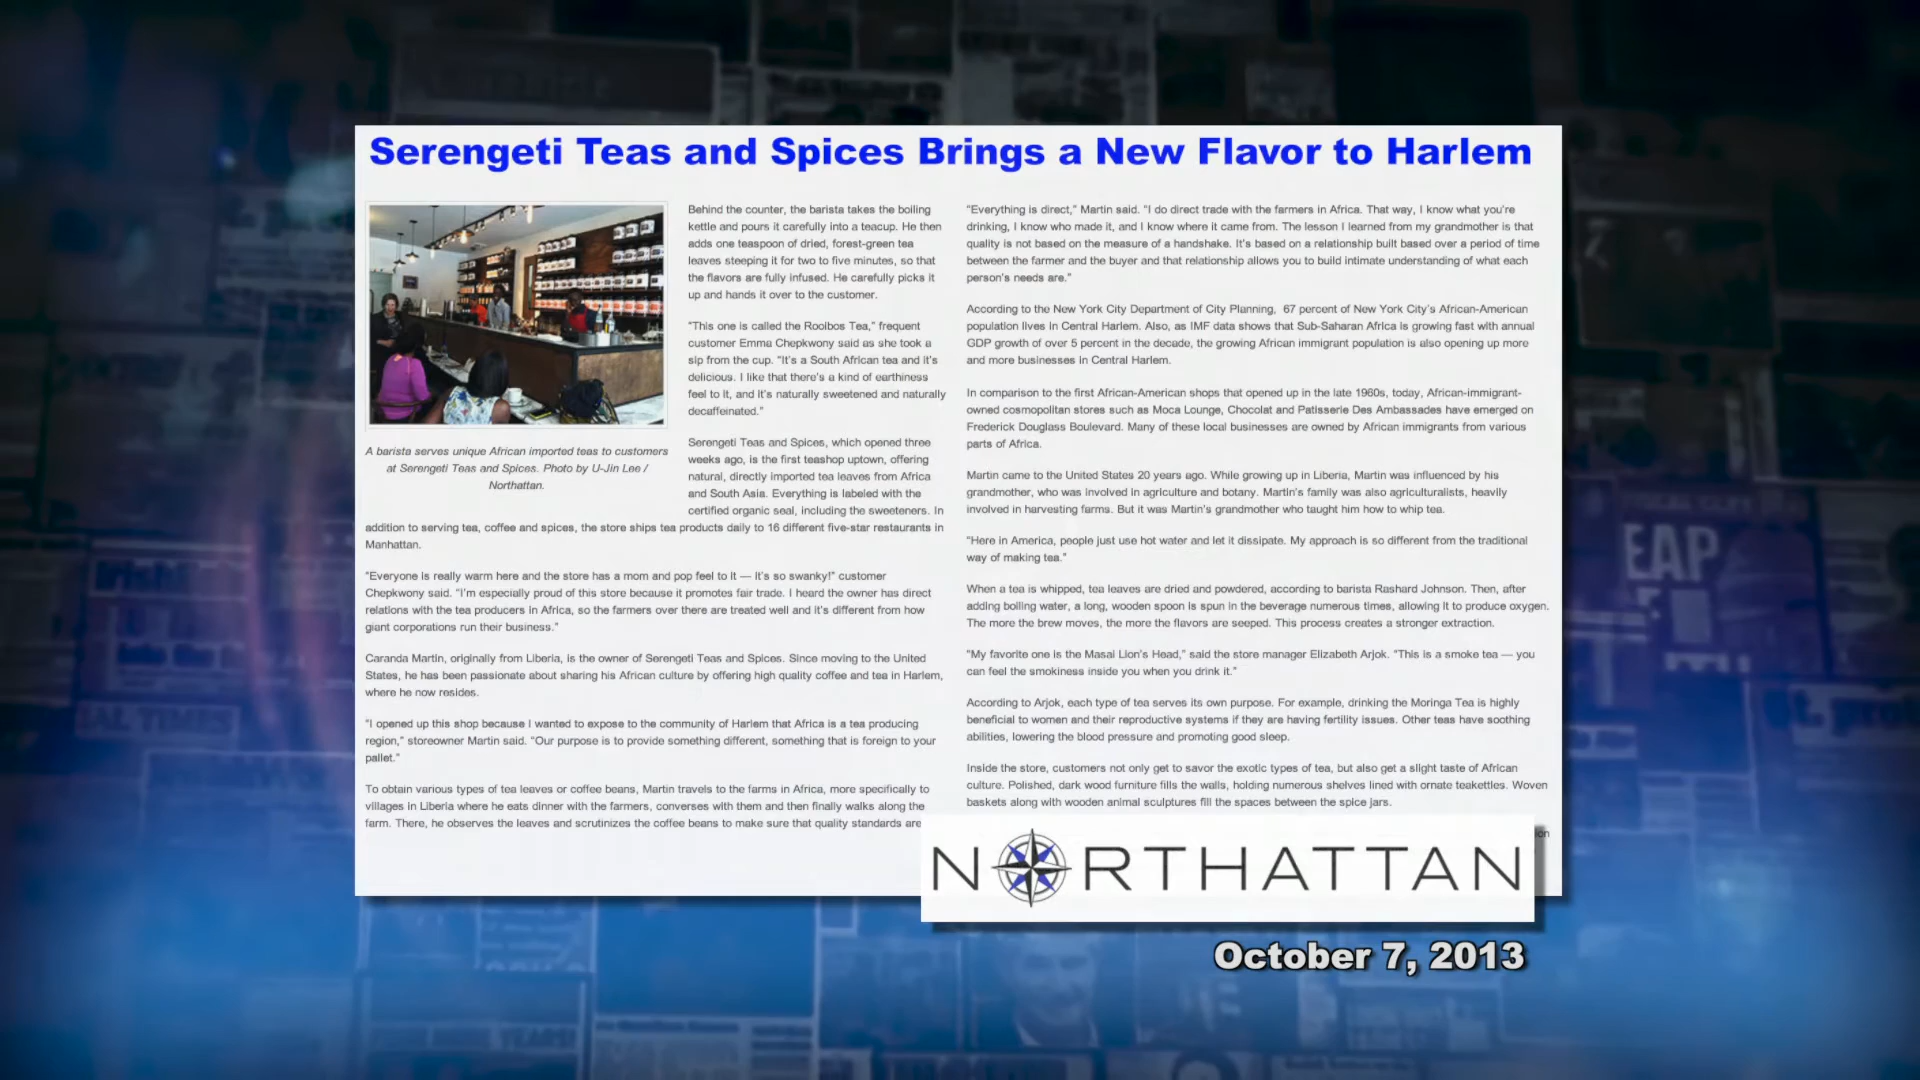 Serengeti Teas and Spices Brings a New Flavor to Harlem
A barista serves unique African imported teas to customers
at Serengeti Teas and Spices. Photo by U-Jin Lee /
Northattan.
Behind the counter, the barista takes the boiling
kettle and pours it carefully into a teacup. He then
adds one teaspoon of dried, forest-green tea
leaves steeping it for two to five minutes, so that
the flavors are fully infused. He carefully picks it
up and hands it over to the customer.
"This one is called the Rooibos Tea," frequent
customer Emma Chepkwony said as she took a
sip from the cup. "It's a South African tea and it's
delicious. I like that there's a kind of earthiness
feel to it, and it's naturally sweetened and naturally
decaffeinated."
Serengeti Teas and Spices, which opened three
weeks ago, is the first teashop uptown, offering
natural, directly imported tea leaves from Africa
and South Asia. Everything is labeled with the
certified organic seal, including the sweeteners. In
addition to serving tea, coffee and spices, the store ships tea products daily to 16 different five-star restaurants in
Manhattan.
"Everyone is really warm here and the store has a mom and pop feel to it — it's so swanky!" customer
Chepkwony said. "I'm especially proud of this store because it promotes fair trade. I heard the owner has direct
relations with the tea producers in Africa, so the farmers over there are treated well and it's different from how
giant corporations run their business."
Caranda Martin, originally from Liberia, is the owner of Serengeti Teas and Spices. Since moving to the United
States, he has been passionate about sharing his African culture by offering high quality coffee and tea in Harlem,
where he now resides.
"I opened up this shop because I wanted to expose to the community of Harlem that Africa is a tea producing
region," storeowner Martin said. "Our purpose is to provide something different, something that is foreign to your
pallet."
To obtain various types of tea leaves or coffee beans, Martin travels to the farms in Africa, more specifically to
villages in Liberia where he eats dinner with the farmers, converses with them and then finally walks along the
farm. There, he observes the leaves and scrutinizes the coffee beans to make sure that quality standards are
"Everything is direct," Martin said. "I do direct trade with the farmers in Africa. That way, I know what you're
drinking, I know who made it, and I know where it came from. The lesson I learned from my grandmother is that
quality is not based on the measure of a handshake. It's based on a relationship built based over a period of time
between the farmer and the buyer and that relationship allows you to build intimate understanding of what each
person's needs are."
According to the New York City Department of City Planning, 67 percent of New York City's African-American
population lives in Central Harlem. Also, as IMF data shows that Sub-Saharan Africa is growing fast with annual
GDP growth of over 5 percent in the decade, the growing African immigrant population is also opening up more
and more businesses in Central Harlem.
In comparison to the first African-American shops that opened up in the late 1960s, today, African-immigrant-
owned cosmopolitan stores such as Moca Lounge, Chocolat and Patisserie Des Ambassades have emerged on
Frederick Douglass Boulevard. Many of these local businesses are owned by African immigrants from various
parts of Africa.
Martin came to the United States 20 years ago. While growing up in Liberia, Martin was influenced by his
grandmother, who was involved in agriculture and botany. Martin's family was also agriculturalists, heavily
involved in harvesting farms. But it was Martin's grandmother who taught him how to whip tea.
"Here in America, people just use hot water and let it dissipate. My approach is so different from the traditional
way of making tea."
When a tea is whipped, tea leaves are dried and powdered, according to barista Rashard Johnson. Then, after
adding boiling water, a long, wooden spoon is spun in the beverage numerous times, allowing it to produce oxygen.
The more the brew moves, the more the flavors are seeped. This process creates a stronger extraction.
"My favorite one is the Masai Lion's Head," said the store manager Elizabeth Arjok. "This is a smoke tea — you
can feel the smokiness inside you when you drink it."
According to Arjok, each type of tea serves its own purpose. For example, drinking the Moringa Tea is highly
beneficial to women and their reproductive systems if they are having fertility issues. Other teas have soothing
abilities, lowering the blood pressure and promoting good sleep.
Inside the store, customers not only get to savor the exotic types of tea, but also get a slight taste of African
culture. Polished, dark wood furniture fills the walls, holding numerous shelves lined with ornate teakettles. Woven
baskets along with wooden animal sculptures fill the spaces between the spice jars.
NORTHATTAN
October 7, 2013